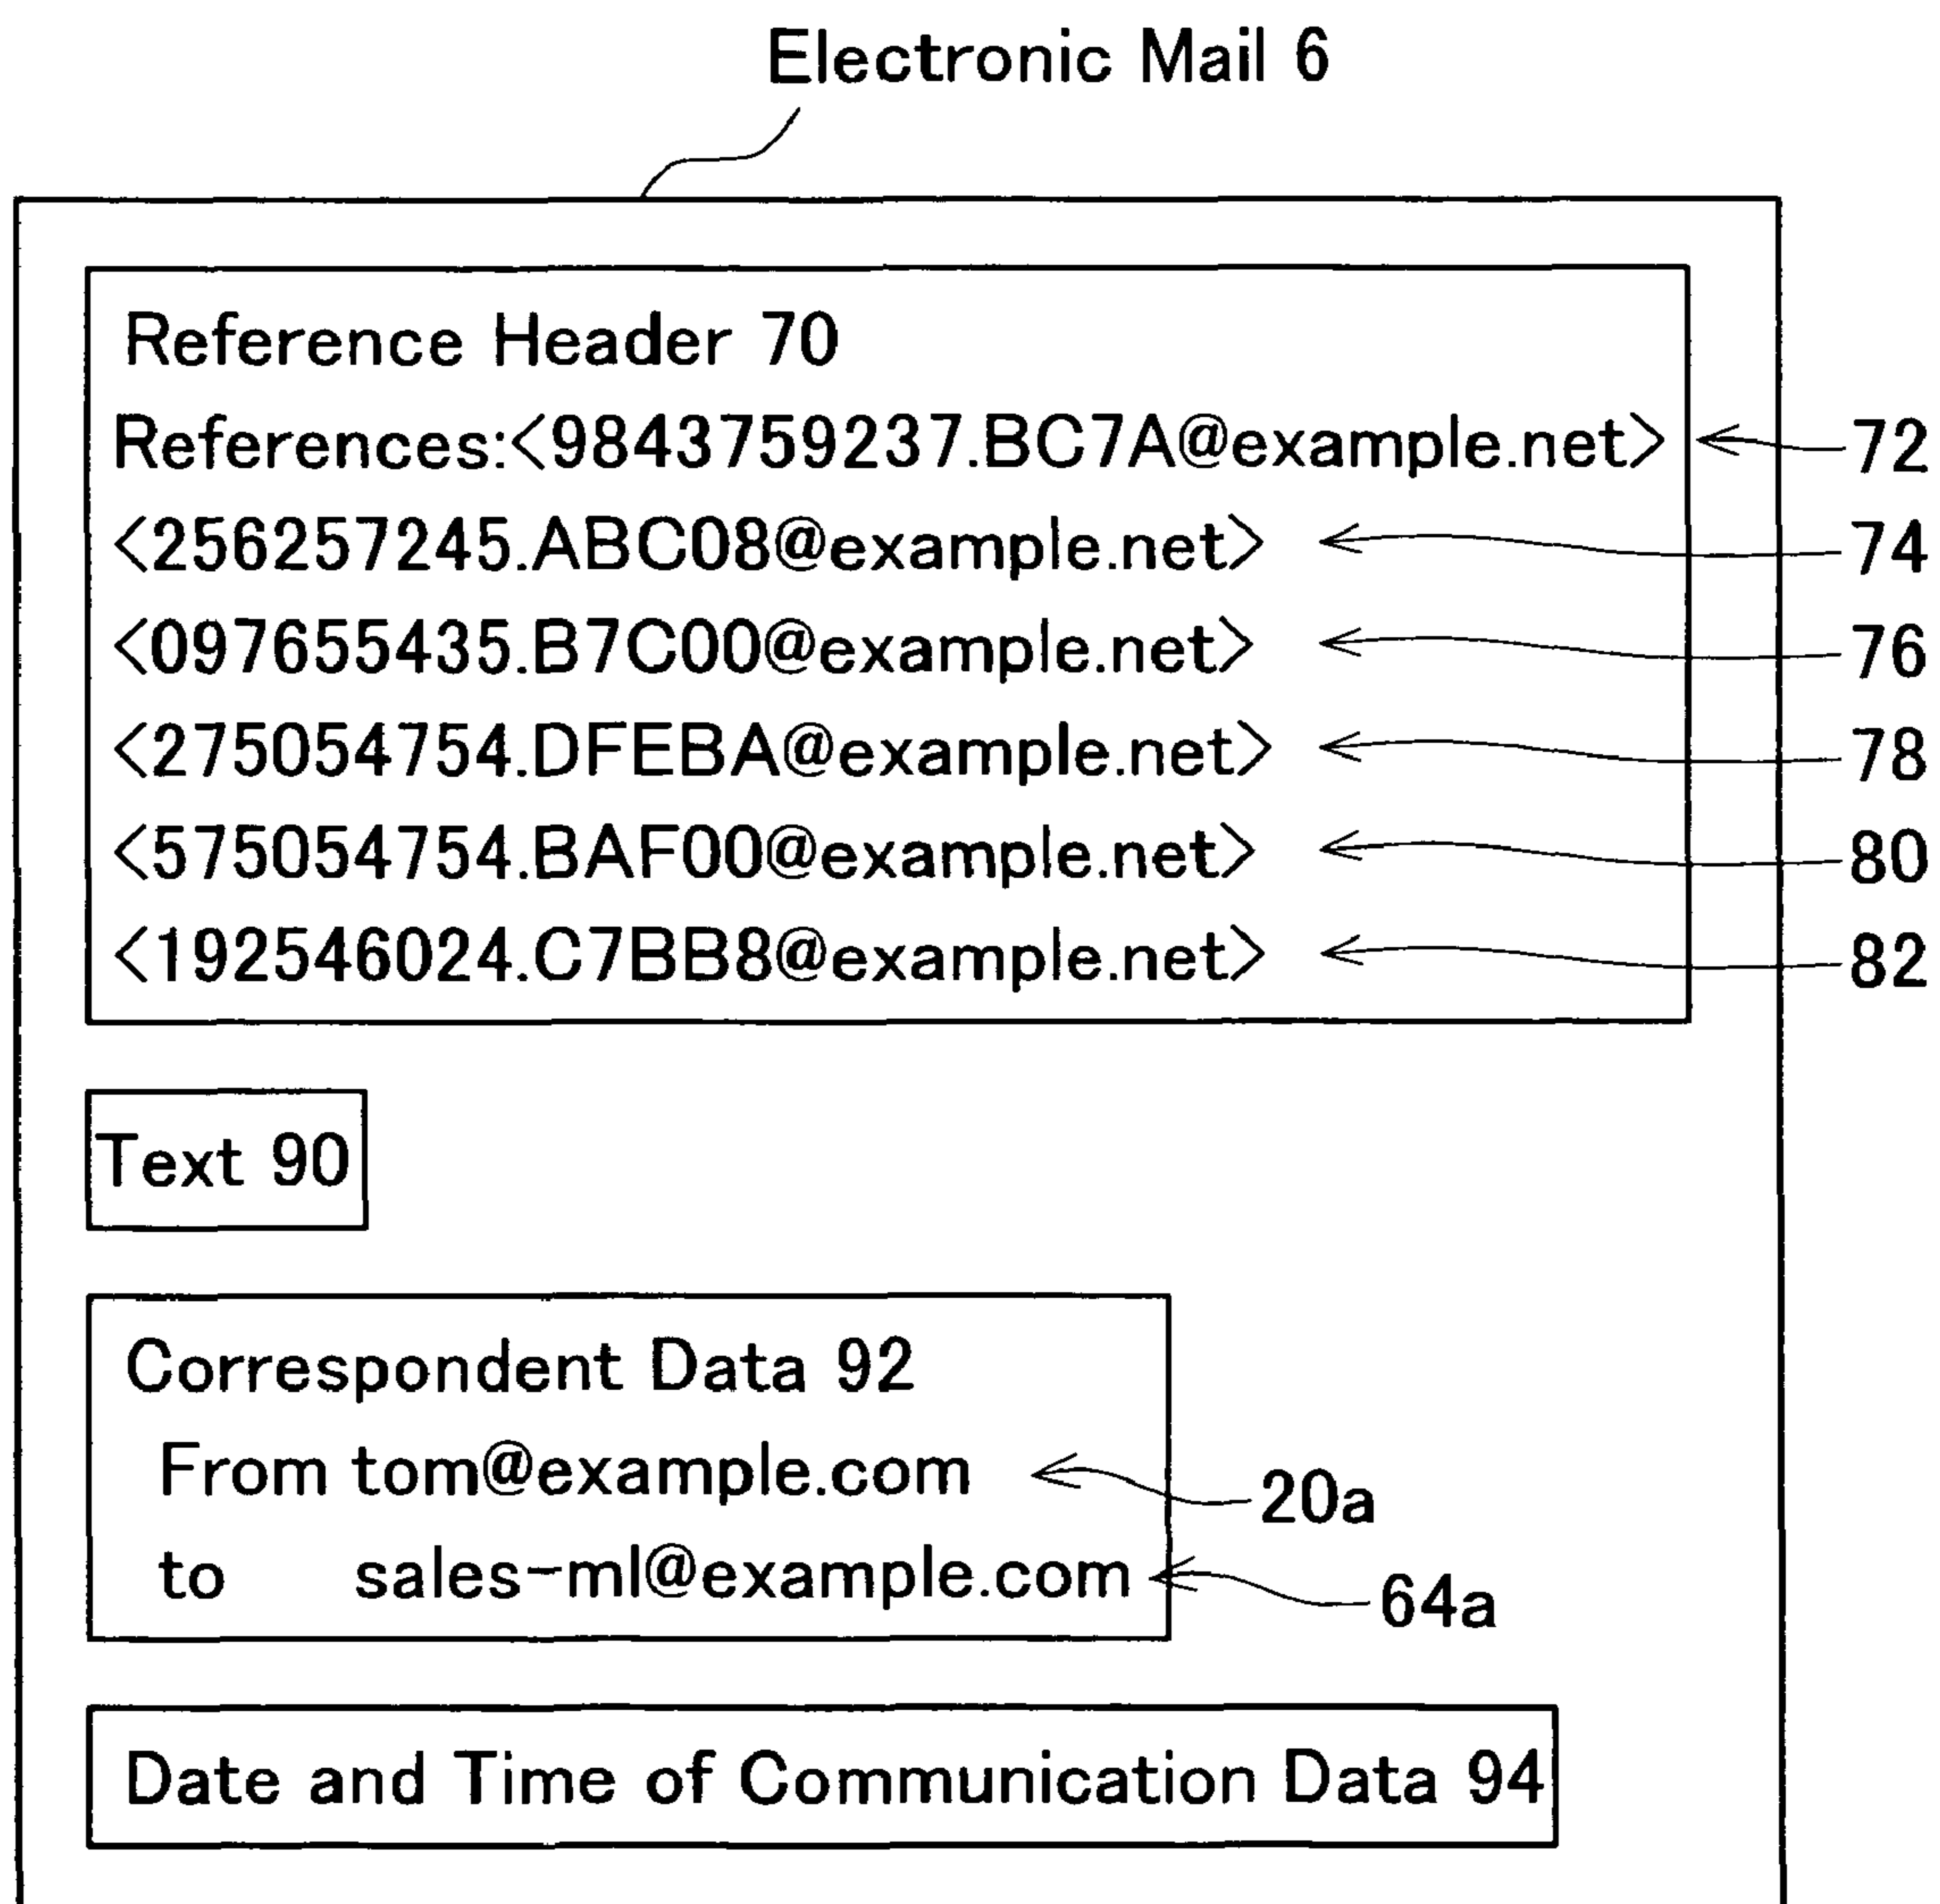 Electronic Mail 6
Reference Header 70
References:<9843759237.BC7A@example.net> 72
<256257245.ABC08@example.net> 74
<097655435.B7C00@example.net> 76
<275054754.DFEBA@example.net> 78
<575054754.BAF00@example.net> 80
<192546024.C7BB8@example.net> 82
Text 90
Correspondent Data 92
From tom@example.com 20a
to sales-ml@example.com 64a
Date and Time of Communication Data 94